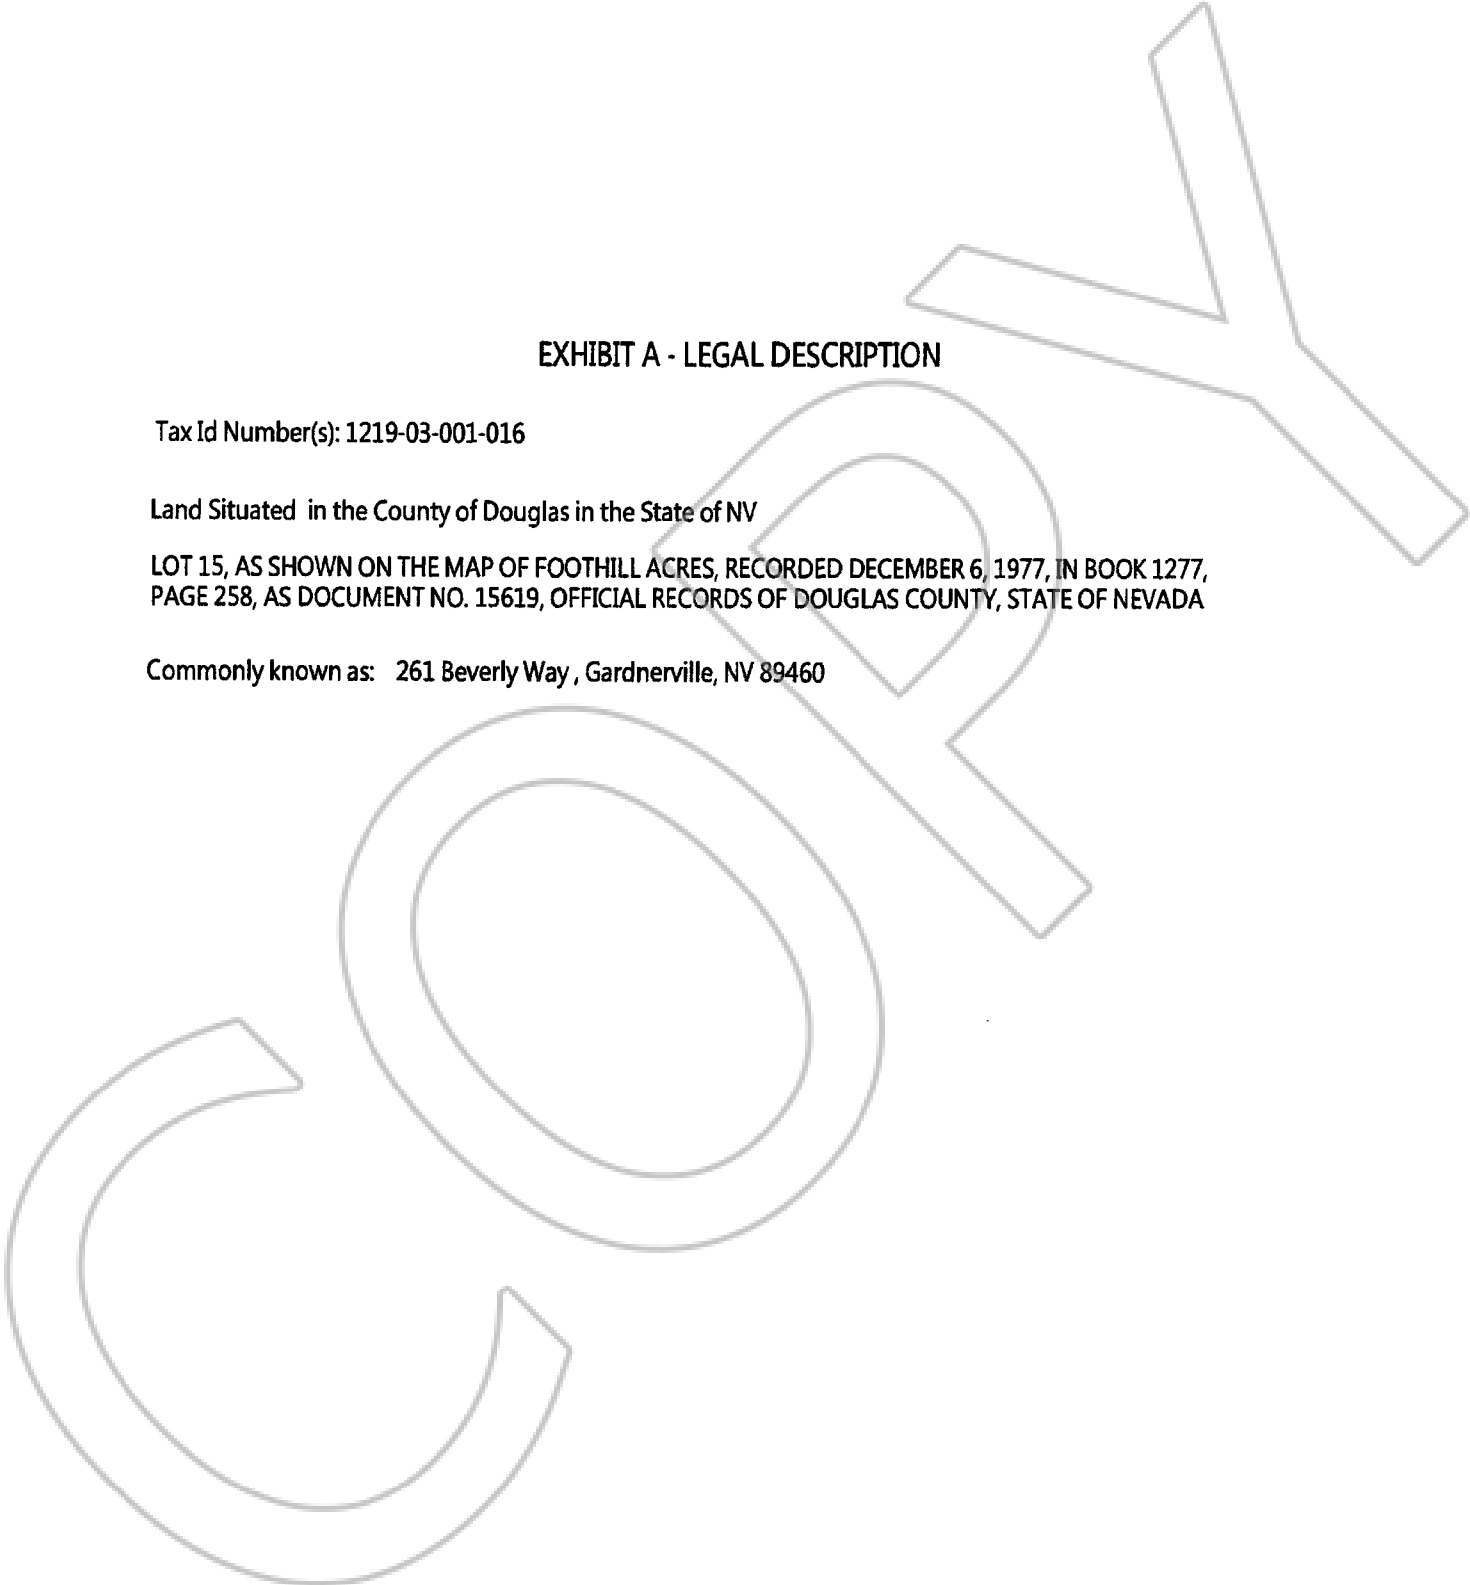 EXHIBIT A - LEGAL DESCRIPTION
Tax Id Number(s): 1219-03-001-016
Land Situated in the County of Douglas in the State of NV
LOT 15, AS SHOWN ON THE MAP OF FOOTHILL ACRES, RECORDED DECEMBER 6, 1977, IN BOOK 1277,
PAGE 258, AS DOCUMENT NO. 15619, OFFICIAL RECORDS OF DOUGLAS COUNTY, STATE OF NEVADA
Commonly known as: 261 Beverly Way , Gardnerville, NV 89460
COPY